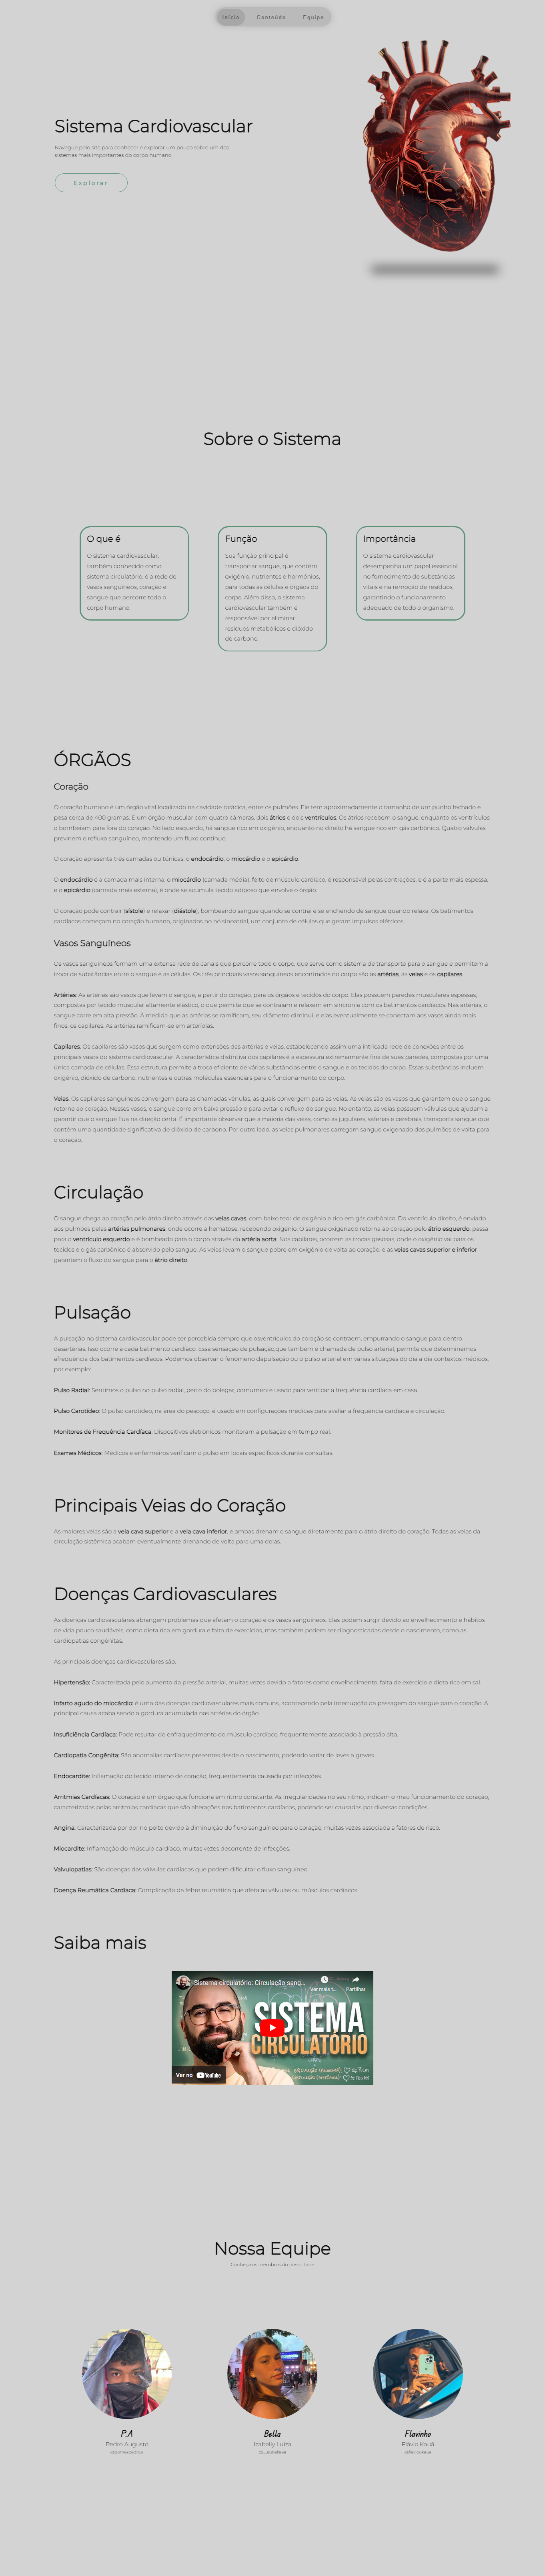 Início Conteúdo Equipe
Sistema Cardiovascular
Navegue pelo site para conhecer e explorar um pouco sobre um dos
sistemas mais importantes do corpo humano.
Explorar
Sobre o Sistema
O que é
O sistema cardiovascular,
também conhecido como
sistema circulatório, é a rede de
vasos sanguíneos, coração e
sangue que percorre todo o
corpo humano.
Função
Sua função principal é
transportar sangue, que contém
oxigênio, nutrientes e hormônios,
para todas as células e órgãos do
corpo. Além disso, o sistema
cardiovascular também é
responsável por eliminar
resíduos metabólicos e dióxido
de carbono.
Importância
O sistema cardiovascular
desempenha um papel essencial
no fornecimento de substâncias
vitais e na remoção de resíduos,
garantindo o funcionamento
adequado de todo o organismo.
ÓRGÃOS
Coração
O coração humano é um órgão vital localizado na cavidade torácica, entre os pulmões. Ele tem aproximadamente o tamanho de um punho fechado e
pesa cerca de 400 gramas. É um órgão muscular com quatro câmaras: dois átrios e dois ventrículos. Os átrios recebem o sangue, enquanto os ventrículos
o bombeiam para fora do coração. No lado esquerdo, há sangue rico em oxigênio, enquanto no direito há sangue rico em gás carbônico. Quatro válvulas
previnem o refluxo sanguíneo, mantendo um fluxo contínuo.
O coração apresenta três camadas ou túnicas: o endocárdio, o miocárdio e o epicárdio.
O endocárdio é a camada mais interna; o miocárdio (camada média), feito de músculo cardíaco, é responsável pelas contrações, e é a parte mais espessa,
e o epicárdio (camada mais externa), é onde se acumula tecido adiposo que envolve o órgão.
O coração pode contrair (sístole) e relaxar (diástole), bombeando sangue quando se contrai e se enchendo de sangue quando relaxa. Os batimentos
cardíacos começam no coração humano, originados no nó sinoatrial, um conjunto de células que geram impulsos elétricos.
Vasos Sanguíneos
Os vasos sanguíneos formam uma extensa rede de canais que percorre todo o corpo, que serve como sistema de transporte para o sangue e permitem a
troca de substâncias entre o sangue e as células. Os três principais vasos sanguíneos encontrados no corpo são as artérias, as veias e os capilares.
Artérias: As artérias são vasos que levam o sangue, a partir do coração, para os órgãos e tecidos do corpo. Elas possuem paredes musculares espessas,
compostas por tecido muscular altamente elástico, o que permite que se contraiam e relaxem em sincronia com os batimentos cardíacos. Nas artérias, o
sangue corre em alta pressão. À medida que as artérias se ramificam, seu diâmetro diminui, e elas eventualmente se conectam aos vasos ainda mais
finos, os capilares. As artérias ramificam-se em arteríolas.
Capilares: Os capilares são vasos que surgem como extensões das artérias e veias, estabelecendo assim uma intricada rede de conexões entre os
principais vasos do sistema cardiovascular. A característica distintiva dos capilares é a espessura extremamente fina de suas paredes, compostas por uma
única camada de células. Essa estrutura permite a troca eficiente de várias substâncias entre o sangue e os tecidos do corpo. Essas substâncias incluem
oxigênio, dióxido de carbono, nutrientes e outras moléculas essenciais para o funcionamento do corpo.
Veias: Os capilares sanguíneos convergem para as chamadas vênulas, as quais convergem para as veias. As veias são os vasos que garantem que o sangue
retorne ao coração. Nesses vasos, o sangue corre em baixa pressão e para evitar o refluxo do sangue. No entanto, as veias possuem válvulas que ajudam a
garantir que o sangue flua na direção certa. É importante observar que a maioria das veias, como as jugulares, safenas e cerebrais, transporta sangue que
contém uma quantidade significativa de dióxido de carbono. Por outro lado, as veias pulmonares carregam sangue oxigenado dos pulmões de volta para
o coração.
Circulação
O sangue chega ao coração pelo átrio direito através das veias cavas, com baixo teor de oxigênio e rico em gás carbônico. Do ventrículo direito, é enviado
aos pulmões pelas artérias pulmonares, onde ocorre a hematose, recebendo oxigênio. O sangue oxigenado retorna ao coração pelo átrio esquerdo, passa
para o ventrículo esquerdo e é bombeado para o corpo através da artéria aorta. Nos capilares, ocorrem as trocas gasosas, onde o oxigênio vai para os
tecidos e o gás carbônico é absorvido pelo sangue. As veias levam o sangue pobre em oxigênio de volta ao coração, e as veias cavas superior e inferior
garantem o fluxo do sangue para o átrio direito.
Pulsação
A pulsação no sistema cardiovascular pode ser percebida sempre que osventrículos do coração se contraem, empurrando o sangue para dentro
dasartérias. Isso ocorre a cada batimento cardíaco. Essa sensação de pulsação,que também é chamada de pulso arterial, permite que determinemos
afrequência dos batimentos cardíacos. Podemos observar o fenômeno dapulsação ou o pulso arterial em várias situações do dia a dia contextos médicos,
por exemplo:
Pulso Radial: Sentimos o pulso no pulso radial, perto do polegar, comumente usado para verificar a frequência cardíaca em casa.
Pulso Carotídeo: O pulso carotídeo, na área do pescoço, é usado em configurações médicas para avaliar a frequência cardíaca e circulação.
Monitores de Frequência Cardíaca: Dispositivos eletrônicos monitoram a pulsação em tempo real.
Exames Médicos: Médicos e enfermeiros verificam o pulso em locais específicos durante consultas.
Principais Veias do Coração
As maiores veias são a veia cava superior e a veia cava inferior, e ambas drenam o sangue diretamente para o átrio direito do coração. Todas as veias da
circulação sistêmica acabam eventualmente drenando de volta para uma delas.
Doenças Cardiovasculares
As doenças cardiovasculares abrangem problemas que afetam o coração e os vasos sanguíneos. Elas podem surgir devido ao envelhecimento e hábitos
de vida pouco saudáveis, como dieta rica em gordura e falta de exercícios, mas também podem ser diagnosticadas desde o nascimento, como as
cardiopatias congênitas.
As principais doenças cardiovasculares são:
Hipertensão: Caracterizada pelo aumento da pressão arterial, muitas vezes devido a fatores como envelhecimento, falta de exercício e dieta rica em sal.
Infarto agudo do miocárdio: é uma das doenças cardiovasculares mais comuns, acontecendo pela interrupção da passagem do sangue para o coração. A
principal causa acaba sendo a gordura acumulada nas artérias do órgão.
Insuficiência Cardíaca: Pode resultar do enfraquecimento do músculo cardíaco, frequentemente associado à pressão alta.
Cardiopatia Congênita: São anomalias cardíacas presentes desde o nascimento, podendo variar de leves a graves.
Endocardite: Inflamação do tecido interno do coração, frequentemente causada por infecções.
Arritmias Cardíacas: O coração é um órgão que funciona em ritmo constante. As irregularidades no seu ritmo, indicam o mau funcionamento do coração,
caracterizadas pelas arritmias cardíacas que são alterações nos batimentos cardíacos, podendo ser causadas por diversas condições.
Angina: Caracterizada por dor no peito devido à diminuição do fluxo sanguíneo para o coração, muitas vezes associada a fatores de risco.
Miocardite: Inflamação do músculo cardíaco, muitas vezes decorrente de infecções.
Valvulopatias: São doenças das válvulas cardíacas que podem dificultar o fluxo sanguíneo.
Doença Reumática Cardíaca: Complicação da febre reumática que afeta as válvulas ou músculos cardíacos.
Saiba mais
Sistema circulatório: Circulação sang...
Ver mais t... Partilhar
SISTEMA
CIRCULATÓRIO
Ver no YouTube
Nossa Equipe
Conheça os membros do nosso time
P.A
Pedro Augusto
Bella
Izabelly Luiza
Flavinho
Flávio Kauã